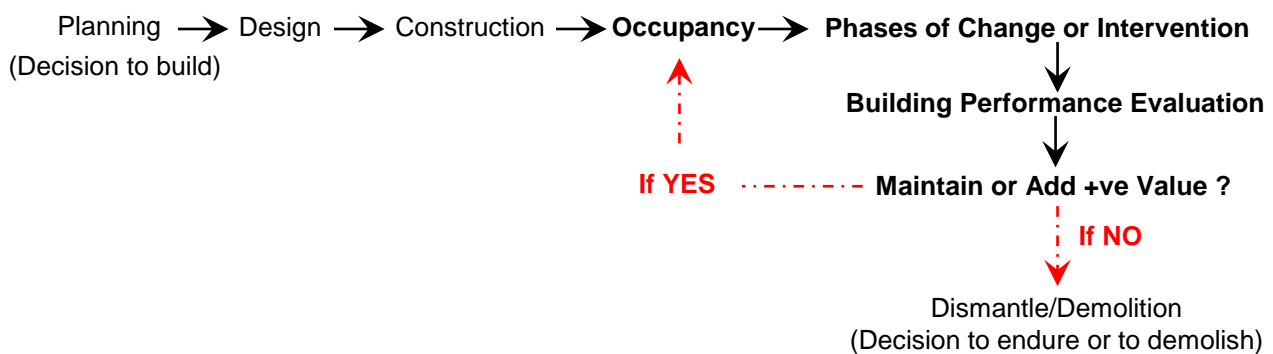 Planning Design Construction Occupancy Phases of Change or Intervention
(Decision to build)
Building Performance Evaluation
If YES Maintain or Add +ve Value ?
If NO
Dismantle/Demolition
(Decision to endure or to demolish)